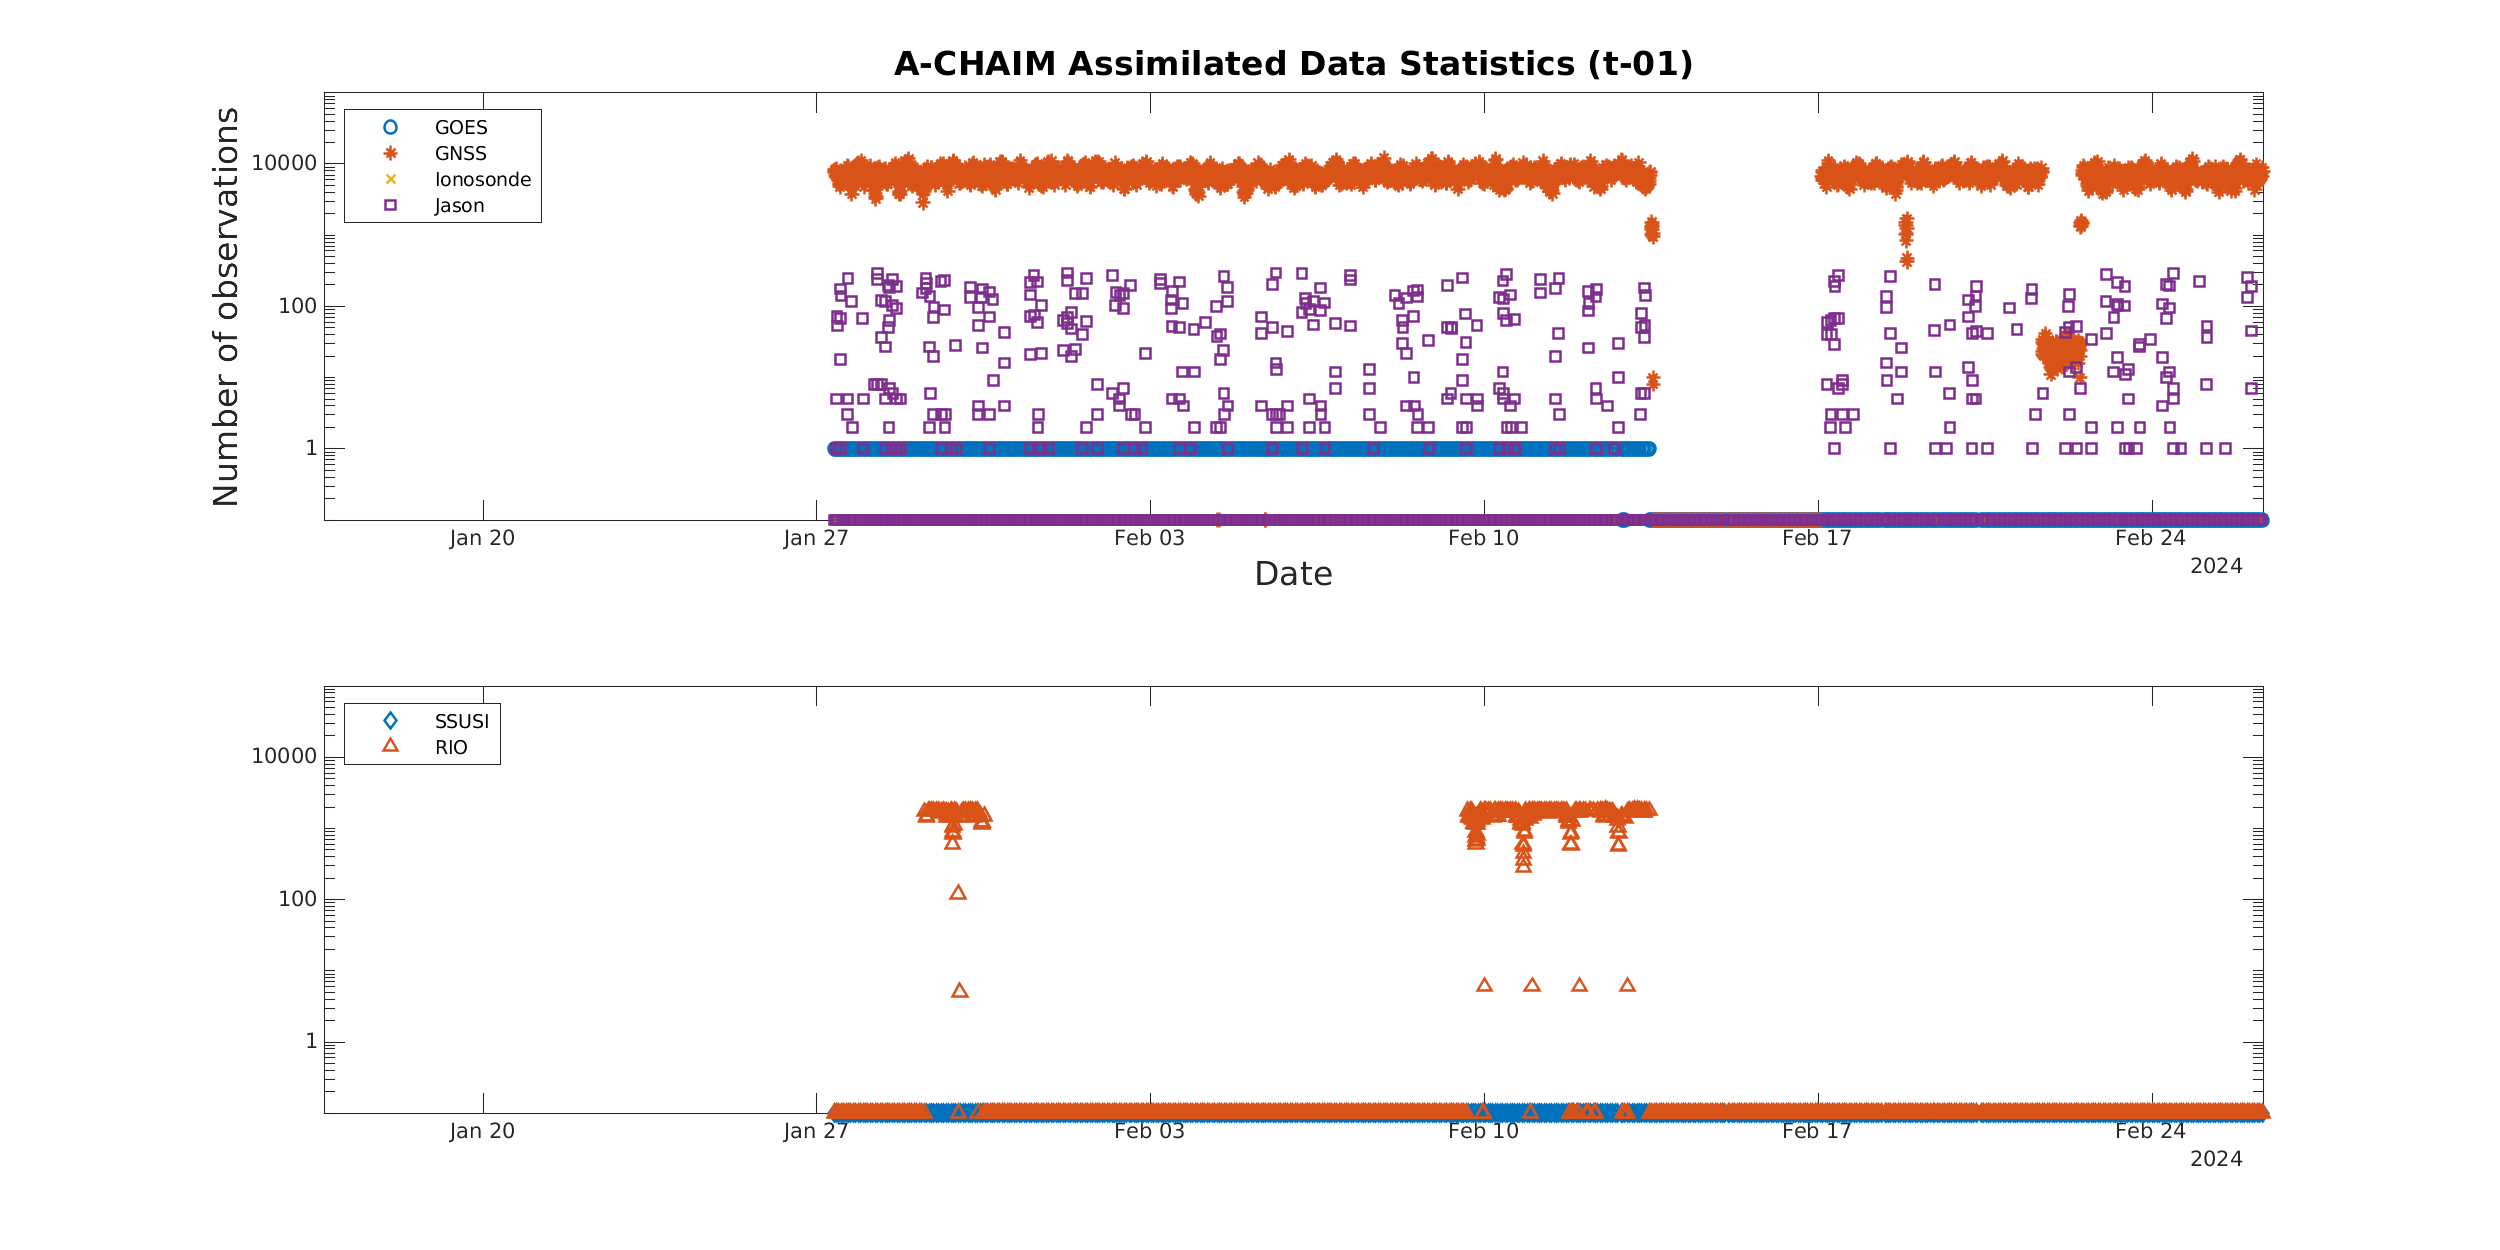 A-CHAIM Assimilated Data Statistics (t-01)
Number of observations
10000
100
1
GOES
GNSS
Ionosonde
Jason
Jan 20
Jan 27
Feb 03
Feb 10
Feb 17
Feb 24
2024
Date
10000
100
1
SSUSI
RIO
Jan 20
Jan 27
Feb 03
Feb 10
Feb 17
Feb 24
2024